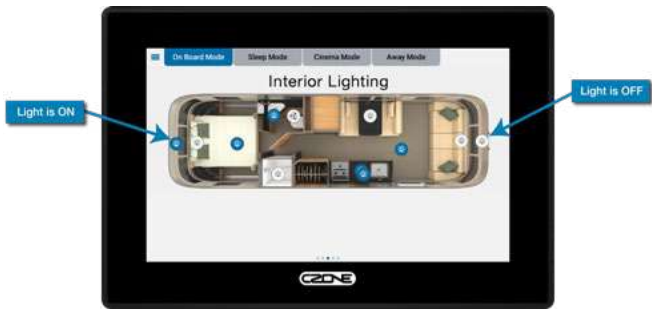 On Board Mode
Sleep Mode
Cinema Mode
Away Mode
Interior Lighting
Light is ON
Light is OFF
CZONE